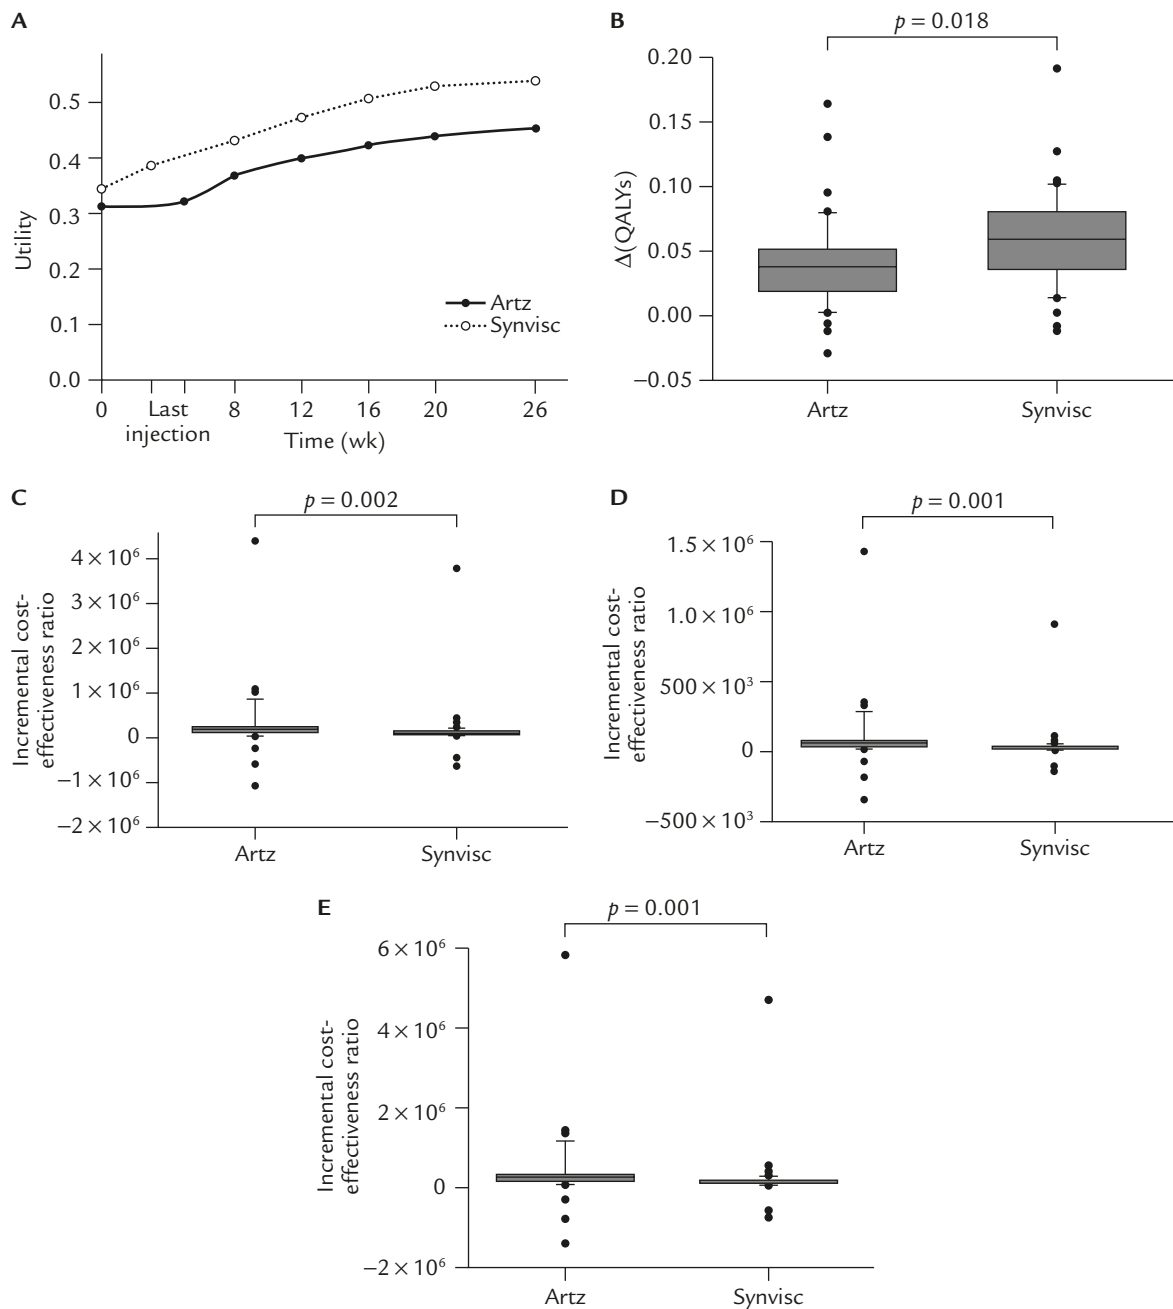 A
Utility
0.5
0.4
0.3
0.2
0.1
0.0
Artz
Synvisc
0 Last 8 12 16 20 26
injection
Time (wk)
B
p = 0.018
Δ(QALYs)
0.20
0.15
0.10
0.05
0.00
−0.05
Artz Synvisc
C
p = 0.002
Incremental cost-
effectiveness ratio
4 × 10⁶
3 × 10⁶
2 × 10⁶
1 × 10⁶
0
−1 × 10⁶
−2 × 10⁶
Artz Synvisc
D
p = 0.001
Incremental cost-
effectiveness ratio
1.5 × 10⁶
1.0 × 10⁶
500 × 10³
0
−500 × 10³
Artz Synvisc
E
p = 0.001
Incremental cost-
effectiveness ratio
6 × 10⁶
4 × 10⁶
2 × 10⁶
0
−2 × 10⁶
Artz Synvisc